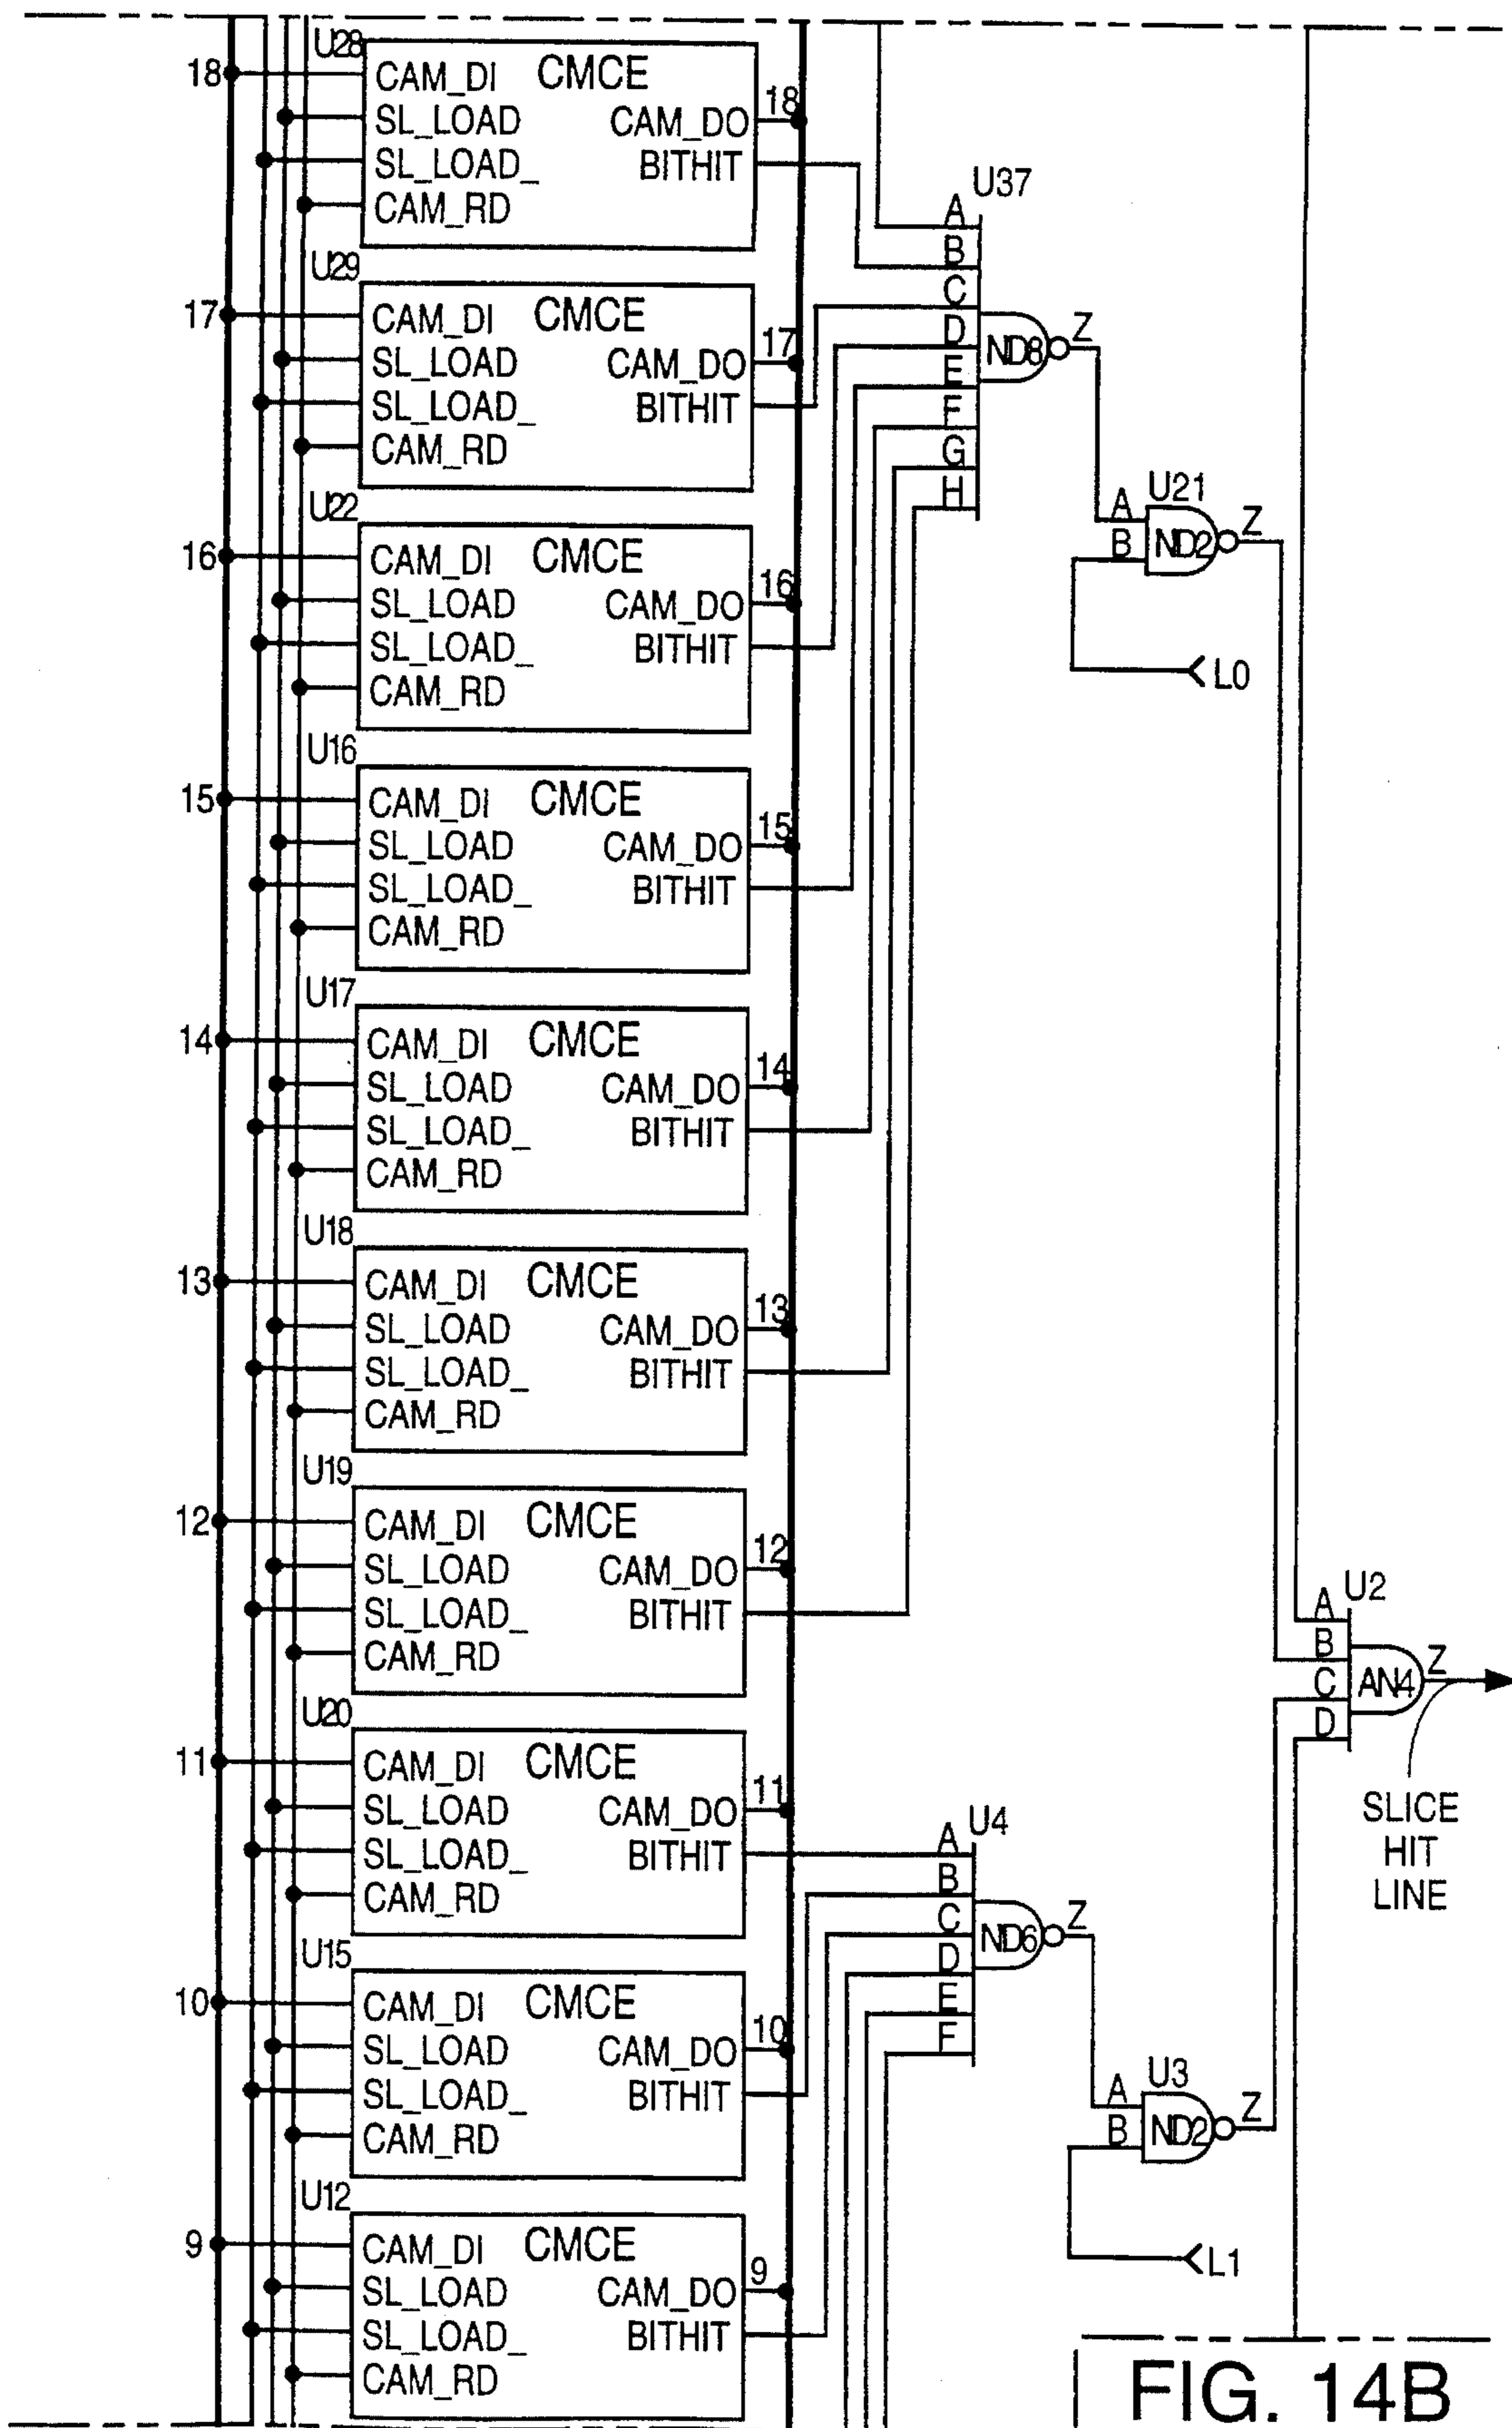 U28
18 CAM_DI CMCE
SL_LOAD CAM_DO 18
SL_LOAD_ BITHIT
CAM_RD
U29
17 CAM_DI CMCE
SL_LOAD CAM_DO 17
SL_LOAD_ BITHIT
CAM_RD
U22
16 CAM_DI CMCE
SL_LOAD CAM_DO 16
SL_LOAD_ BITHIT
CAM_RD
U16
15 CAM_DI CMCE
SL_LOAD CAM_DO 15
SL_LOAD_ BITHIT
CAM_RD
U17
14 CAM_DI CMCE
SL_LOAD CAM_DO 14
SL_LOAD_ BITHIT
CAM_RD
U18
13 CAM_DI CMCE
SL_LOAD CAM_DO 13
SL_LOAD_ BITHIT
CAM_RD
U19
12 CAM_DI CMCE
SL_LOAD CAM_DO 12
SL_LOAD_ BITHIT
CAM_RD
U20
11 CAM_DI CMCE
SL_LOAD CAM_DO 11
SL_LOAD_ BITHIT
CAM_RD
U15
10 CAM_DI CMCE
SL_LOAD CAM_DO 10
SL_LOAD_ BITHIT
CAM_RD
U12
9 CAM_DI CMCE
SL_LOAD CAM_DO 9
SL_LOAD_ BITHIT
CAM_RD
U37
A
B
C
D
E
F
G
H
ND8 Z
U21
A
B
ND2 Z
L0
U2
A
B
C
D
AN4 Z
SLICE
HIT
LINE
U4
A
B
C
D
E
F
ND6 Z
U3
A
B
ND2 Z
L1
FIG. 14B